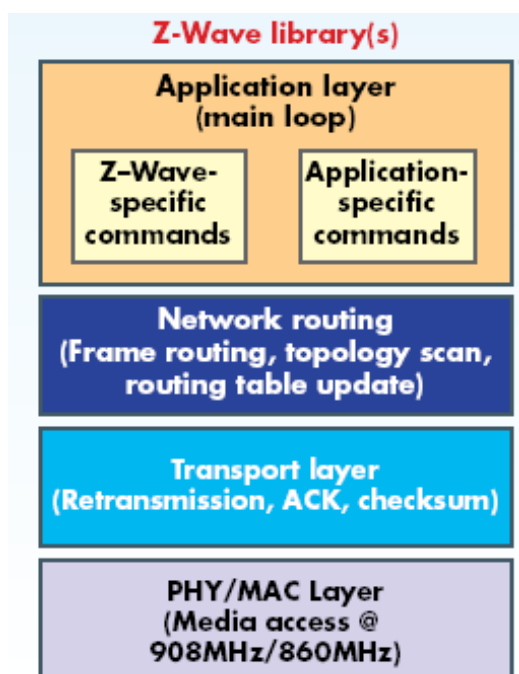 Z-Wave library(s)
Application layer
(main loop)
Z–Wave-
specific
commands
Application-
specific
commands
Network routing
(Frame routing, topology scan,
routing table update)
Transport layer
(Retransmission, ACK, checksum)
PHY/MAC Layer
(Media access @
908MHz/860MHz)